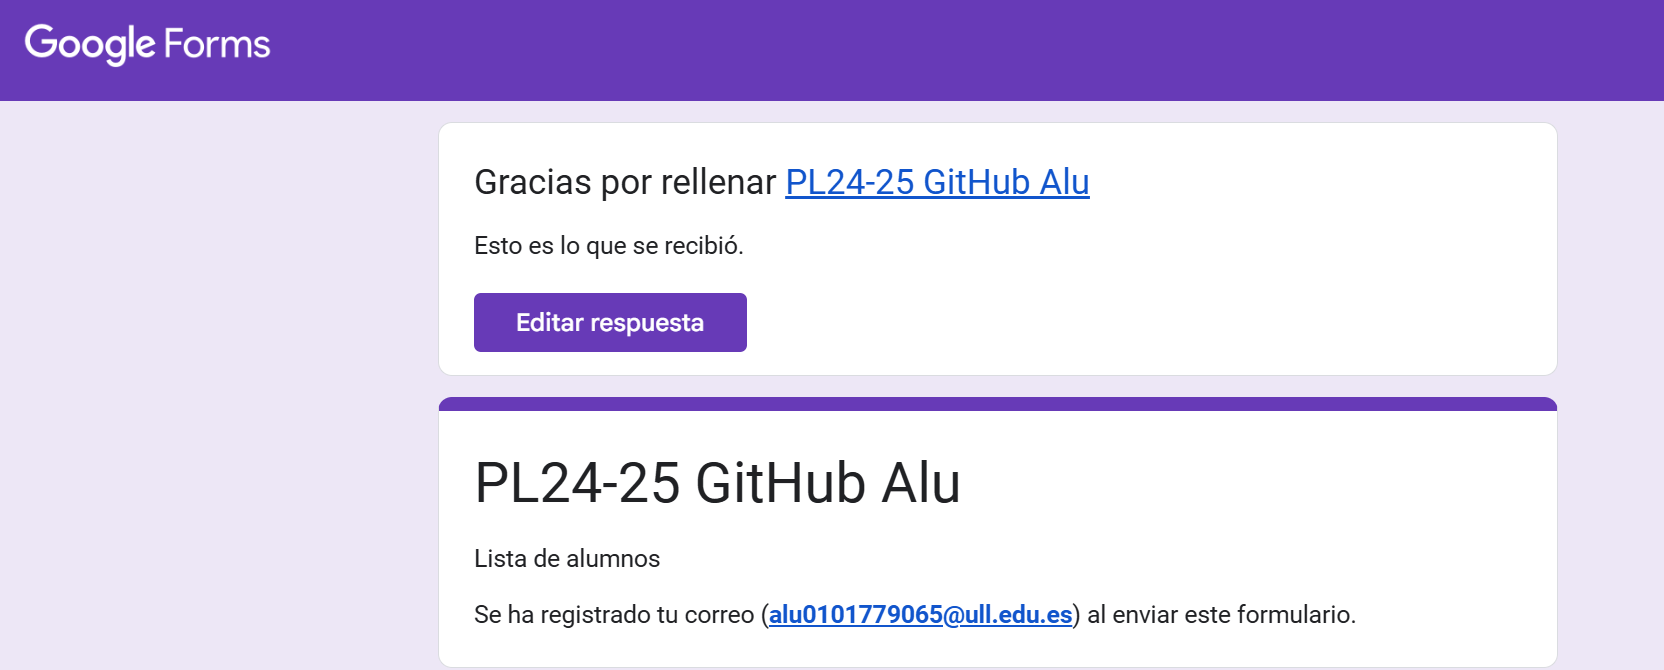 Google Forms
Gracias por rellenar PL24-25 GitHub Alu
Esto es lo que se recibió.
Editar respuesta
PL24-25 GitHub Alu
Lista de alumnos
Se ha registrado tu correo (alu0101779065@ull.edu.es) al enviar este formulario.